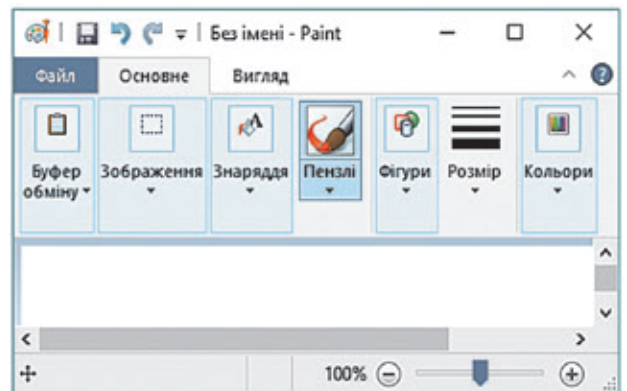 Без імені - Paint
Файл Основне Вигляд
Буфер обміну Зображення Знаряддя Пензлі Фігури Розмір Кольори
100%